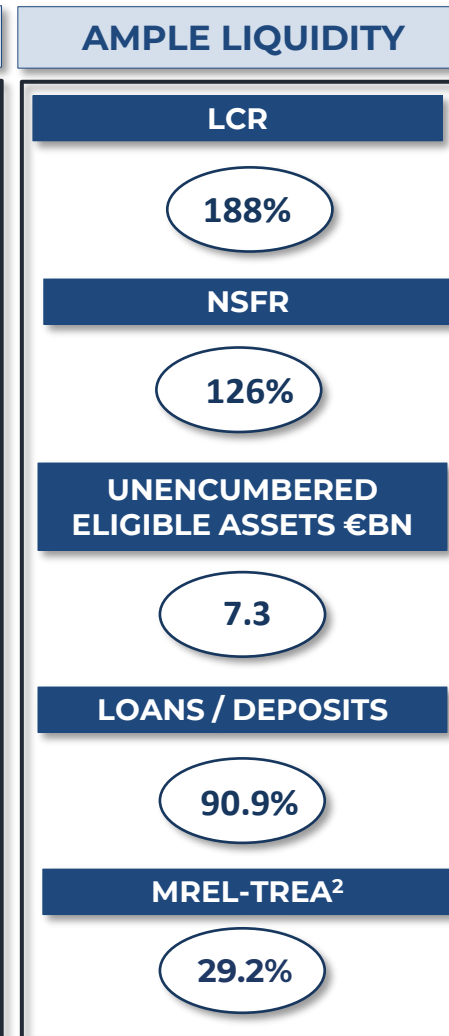 AMPLE LIQUIDITY
LCR
188%
NSFR
126%
UNENCUMBERED
ELIGIBLE ASSETS €BN
7.3
LOANS / DEPOSITS
90.9%
MREL-TREA²
29.2%